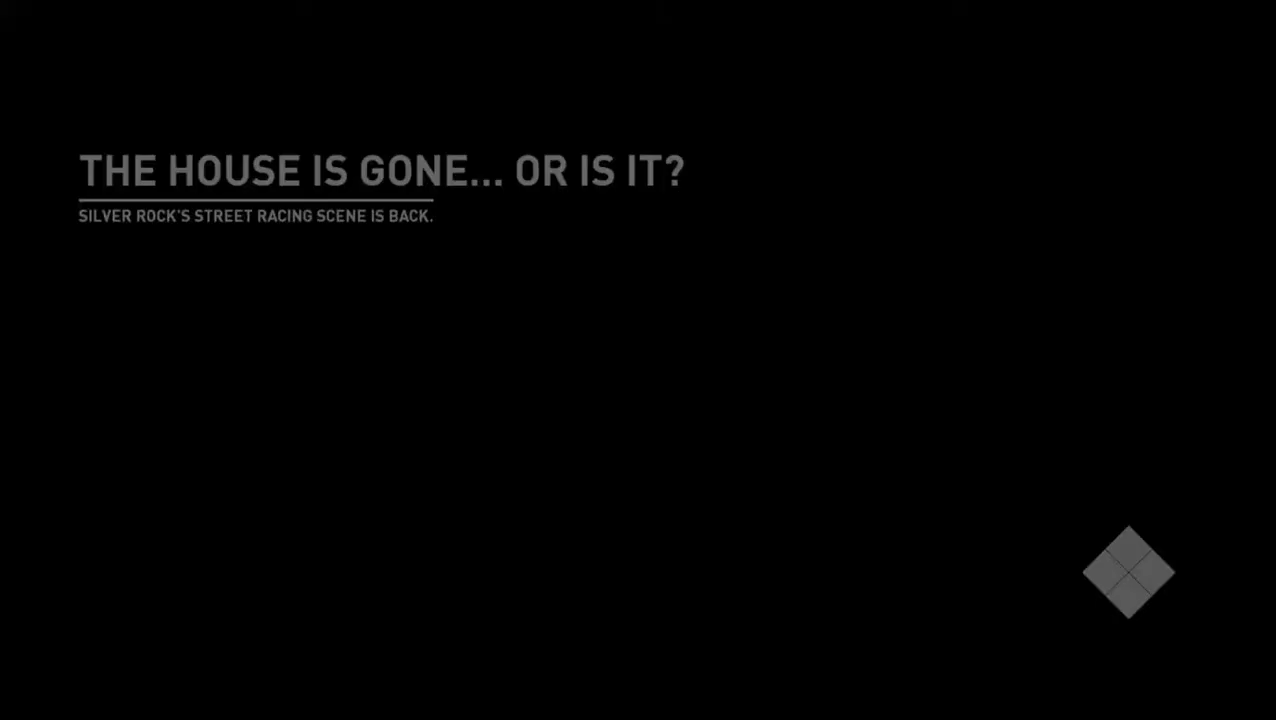 THE HOUSE IS GONE... OR IS IT?
SILVER ROCK'S STREET RACING SCENE IS BACK.